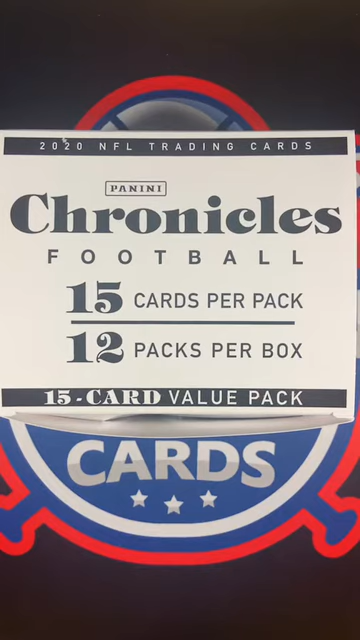 2020 NFL TRADING CARDS
PANINI
Chronicles
FOOTBALL
15 CARDS PER PACK
12 PACKS PER BOX
15-CARD VALUE PACK
CARDS